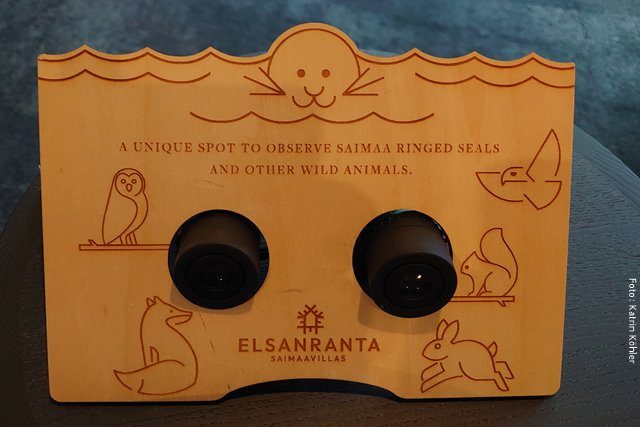 A UNIQUE SPOT TO OBSERVE SAIMAA RINGED SEALS
AND OTHER WILD ANIMALS.
ELSANRANTA
SAIMAAVILLAS
Foto: Katrin Köhler